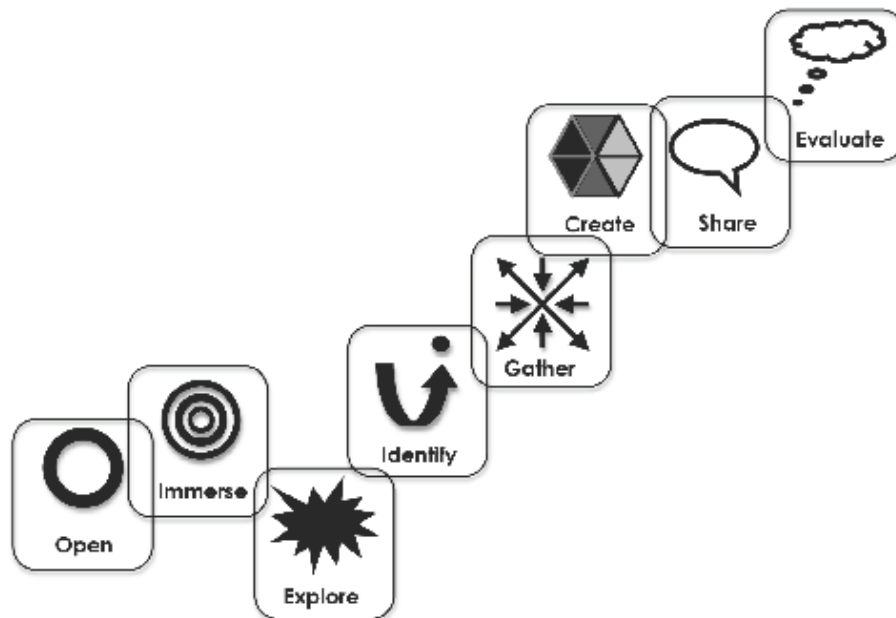 Open
Immerse
Explore
Identify
Gather
Create
Share
Evaluate